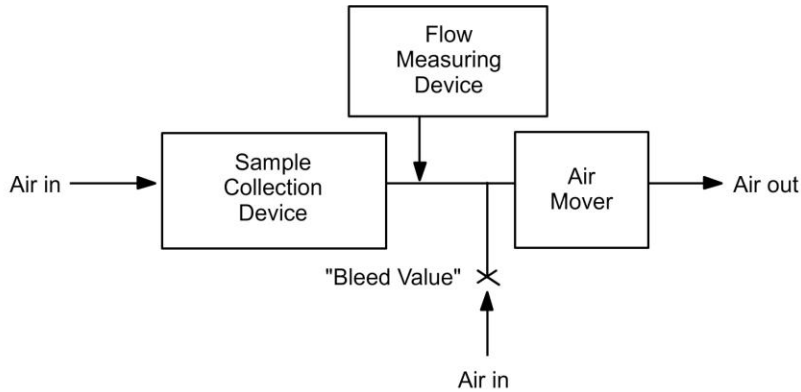 Flow
Measuring
Device
Air in
Sample
Collection
Device
Air
Mover
Air out
"Bleed Value"
Air in